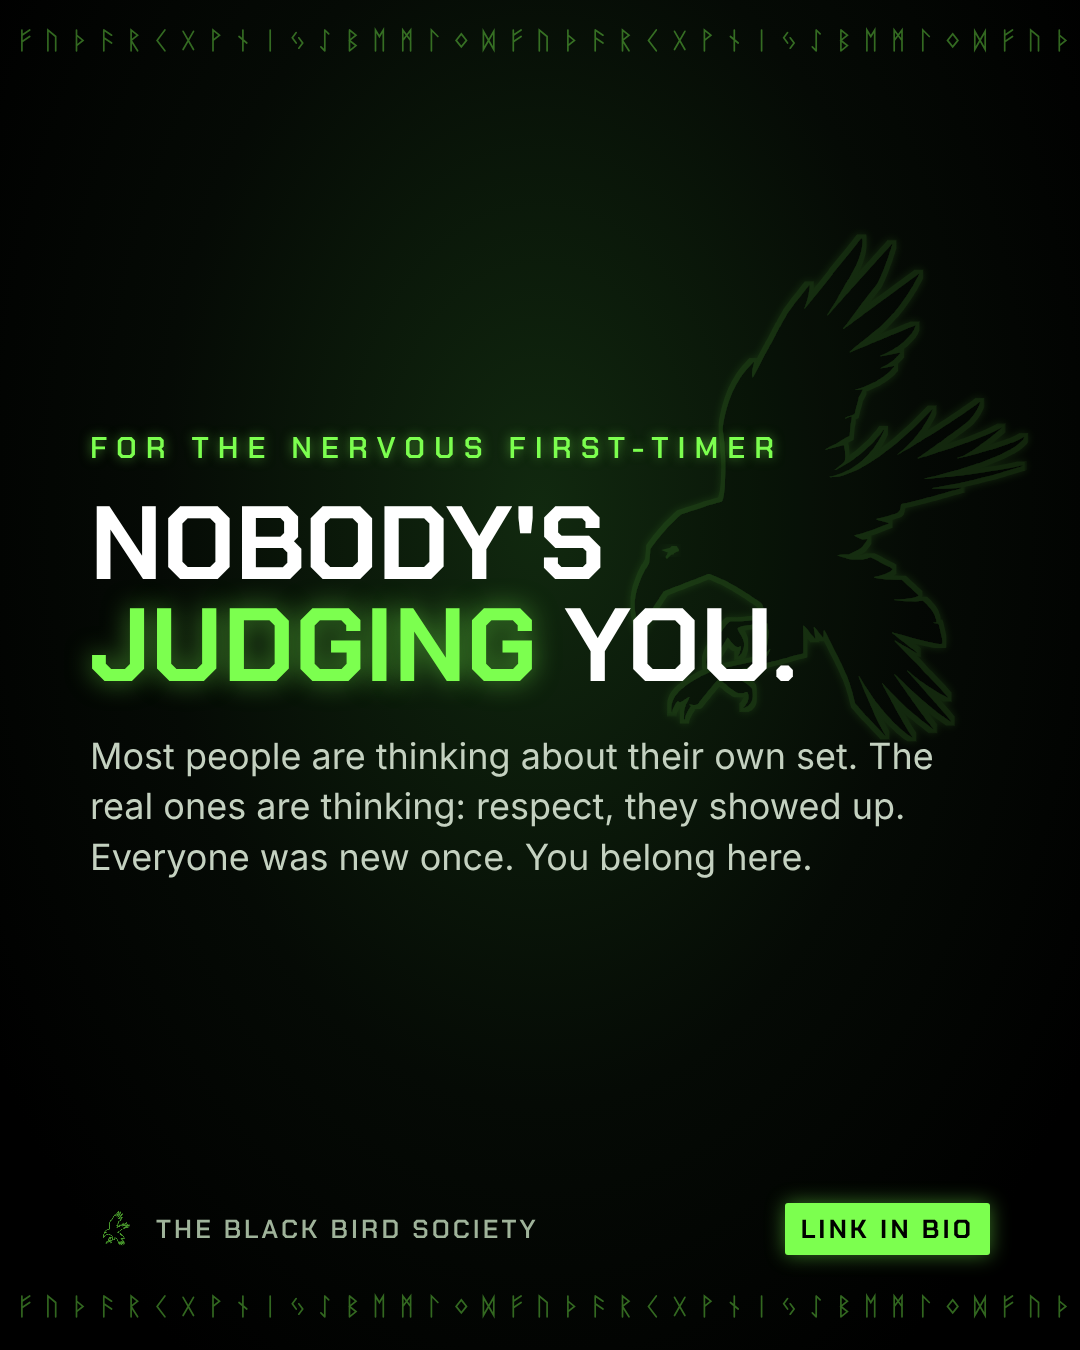 ᚠᚢᚦᚨᚱᚲᚷᚹᚾᛁᛃᛇᛒᛖᛗᛚᛜᛞᚠᚢᚦᚨᚱᚲᚷᚹᚾᛁᛃᛇᛒᛖᛗᛚᛜᛞᚠᚢᚦ
FOR THE NERVOUS FIRST-TIMER
NOBODY'S
JUDGING YOU.
Most people are thinking about their own set. The
real ones are thinking: respect, they showed up.
Everyone was new once. You belong here.
THE BLACK BIRD SOCIETY
LINK IN BIO
ᚠᚢᚦᚨᚱᚲᚷᚹᚾᛁᛃᛇᛒᛖᛗᛚᛜᛞᚠᚢᚦᚨᚱᚲᚷᚹᚾᛁᛃᛇᛒᛖᛗᛚᛜᛞᚠᚢᚦ